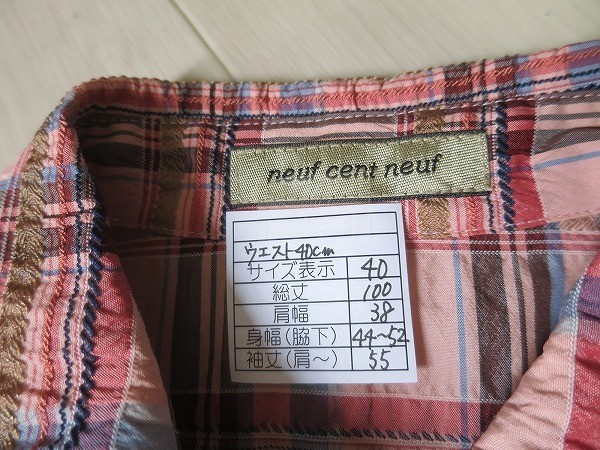 neuf cent neuf
ウエスト40cm
サイズ表示 40
総丈 100
肩幅 38
身幅(脇下) 44~52
袖丈(肩~) 55